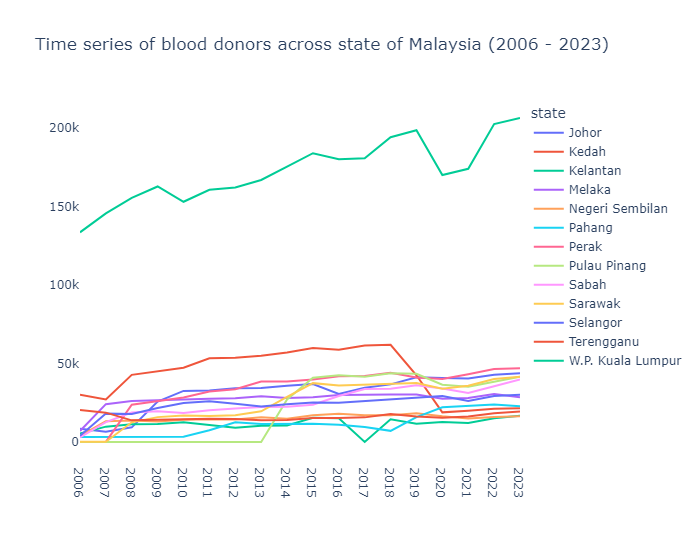 Time series of blood donors across state of Malaysia (2006 - 2023)
state
Johor
Kedah
Kelantan
Melaka
Negeri Sembilan
Pahang
Perak
Pulau Pinang
Sabah
Sarawak
Selangor
Terengganu
W.P. Kuala Lumpur
200k
150k
100k
50k
0
2006
2007
2008
2009
2010
2011
2012
2013
2014
2015
2016
2017
2018
2019
2020
2021
2022
2023